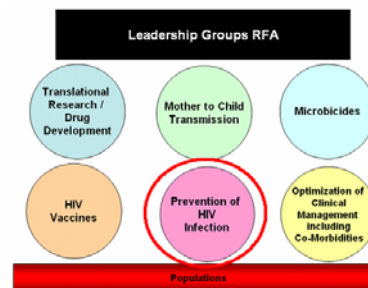 Leadership Groups RFA
Translational
Research /
Drug
Development
Mother to Child
Transmission
Microbicides
HIV
Vaccines
Prevention of
HIV
Infection
Optimization of
Clinical
Management
including
Co-Morbidities
Populations